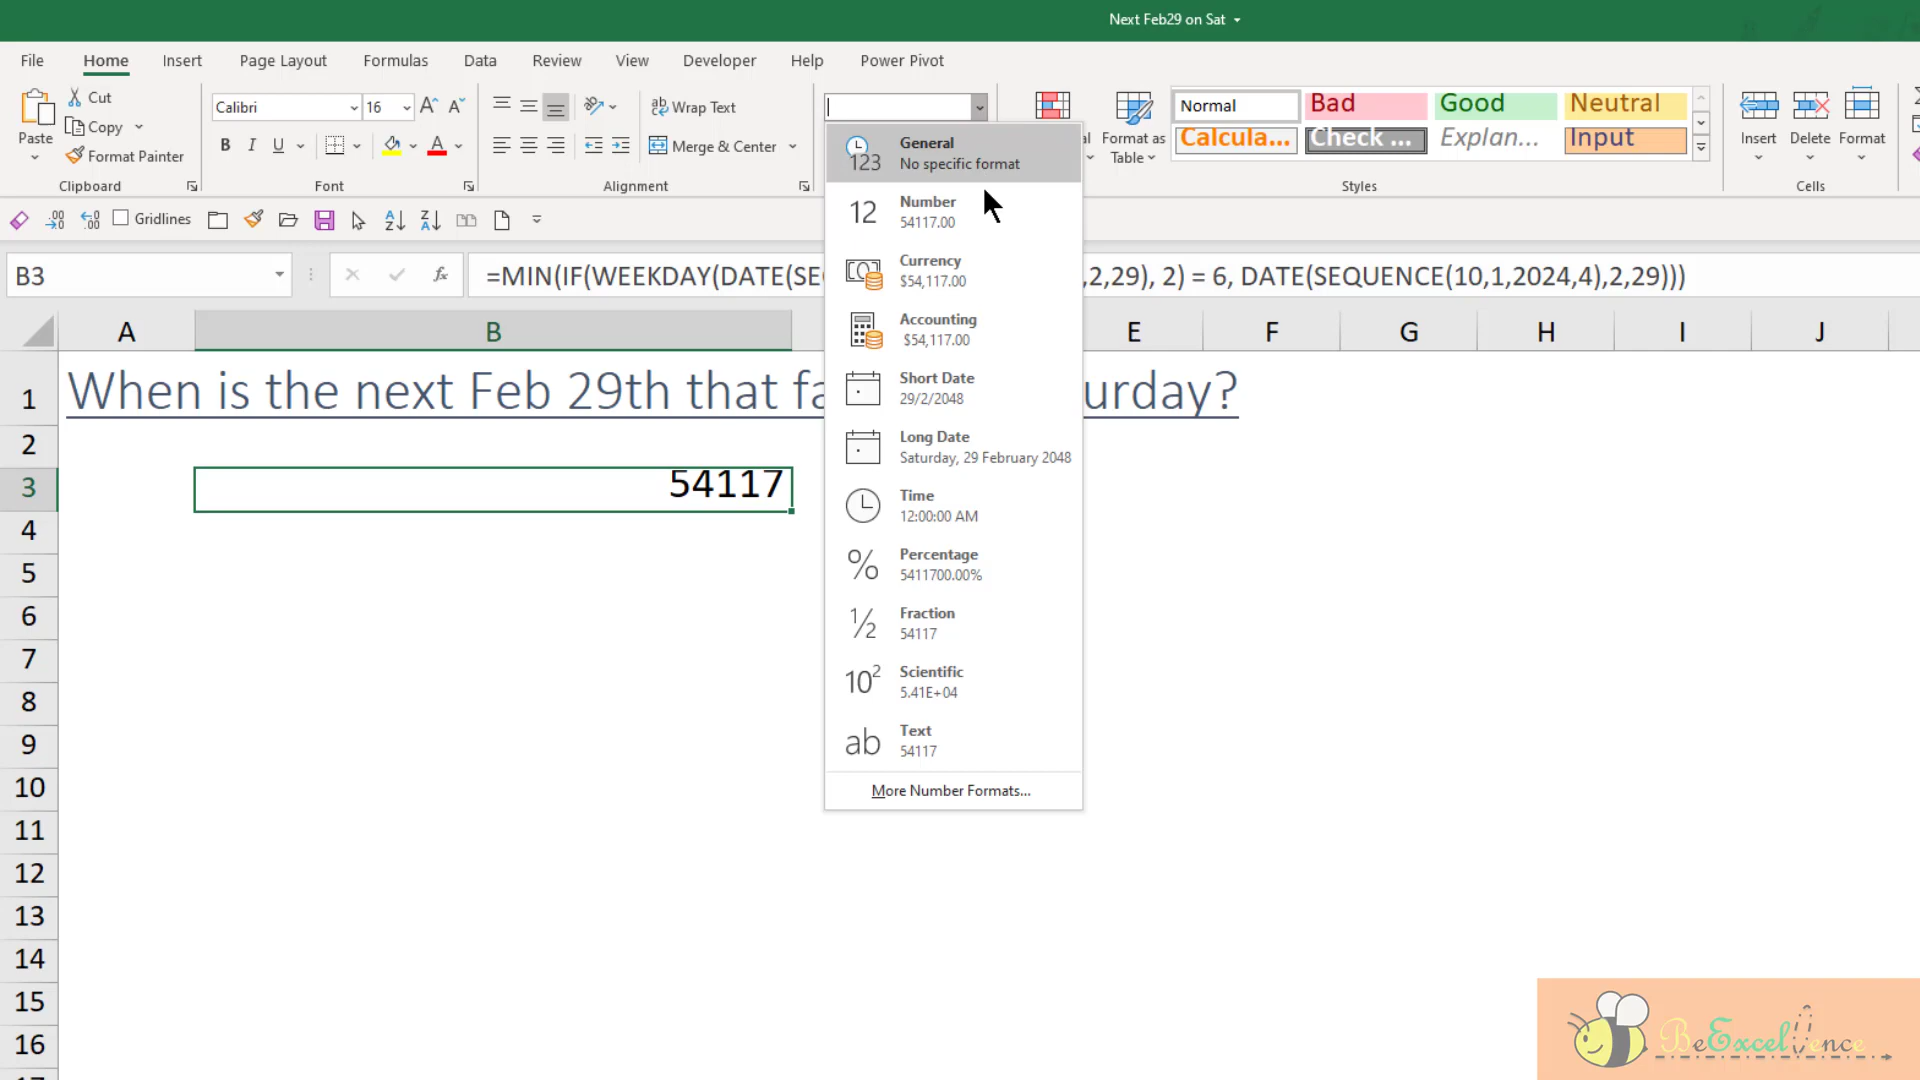 Next Feb29 on Sat
File Home Insert Page Layout Formulas Data Review View Developer Help Power Pivot
Paste
Cut
Copy
Format Painter
Clipboard
Calibri 16
B I U
Font
Wrap Text
Merge & Center
Alignment
Format as Table
Normal Bad Good Neutral
Calcula... Check ... Explan... Input
Styles
Insert Delete Format
Cells
Gridlines
B3
=MIN(IF(WEEKDAY(DATE(SE
,2,29), 2) = 6, DATE(SEQUENCE(10,1,2024,4),2,29)))
General
No specific format
Number
54117.00
Currency
$54,117.00
Accounting
$54,117.00
Short Date
29/2/2048
Long Date
Saturday, 29 February 2048
Time
12:00:00 AM
Percentage
5411700.00%
Fraction
54117
Scientific
5.41E+04
Text
54117
More Number Formats...
A B E F G H I J
1 When is the next Feb 29th that fa urday?
2
3 54117
4
5
6
7
8
9
10
11
12
13
14
15
16
BeExcellence